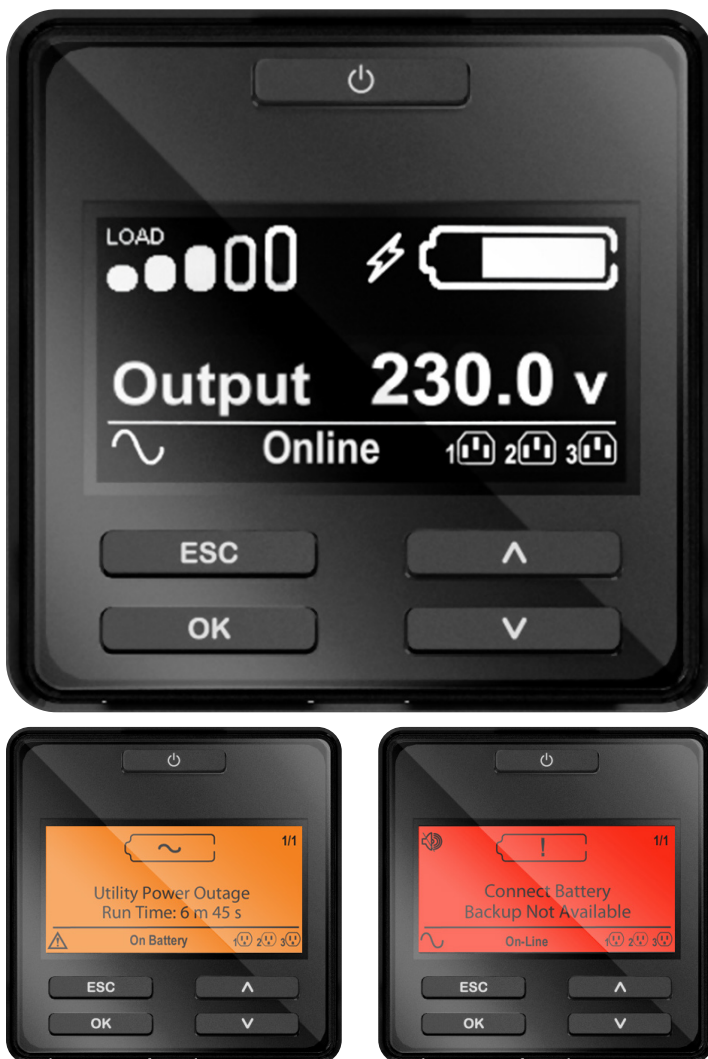 LOAD
Output 230.0 v
Online 1 2 3
ESC
OK
1/1
Utility Power Outage
Run Time: 6 m 45 s
On Battery 1 2 3
ESC
OK
1/1
Connect Battery
Backup Not Available
On-Line 1 2 3
ESC
OK